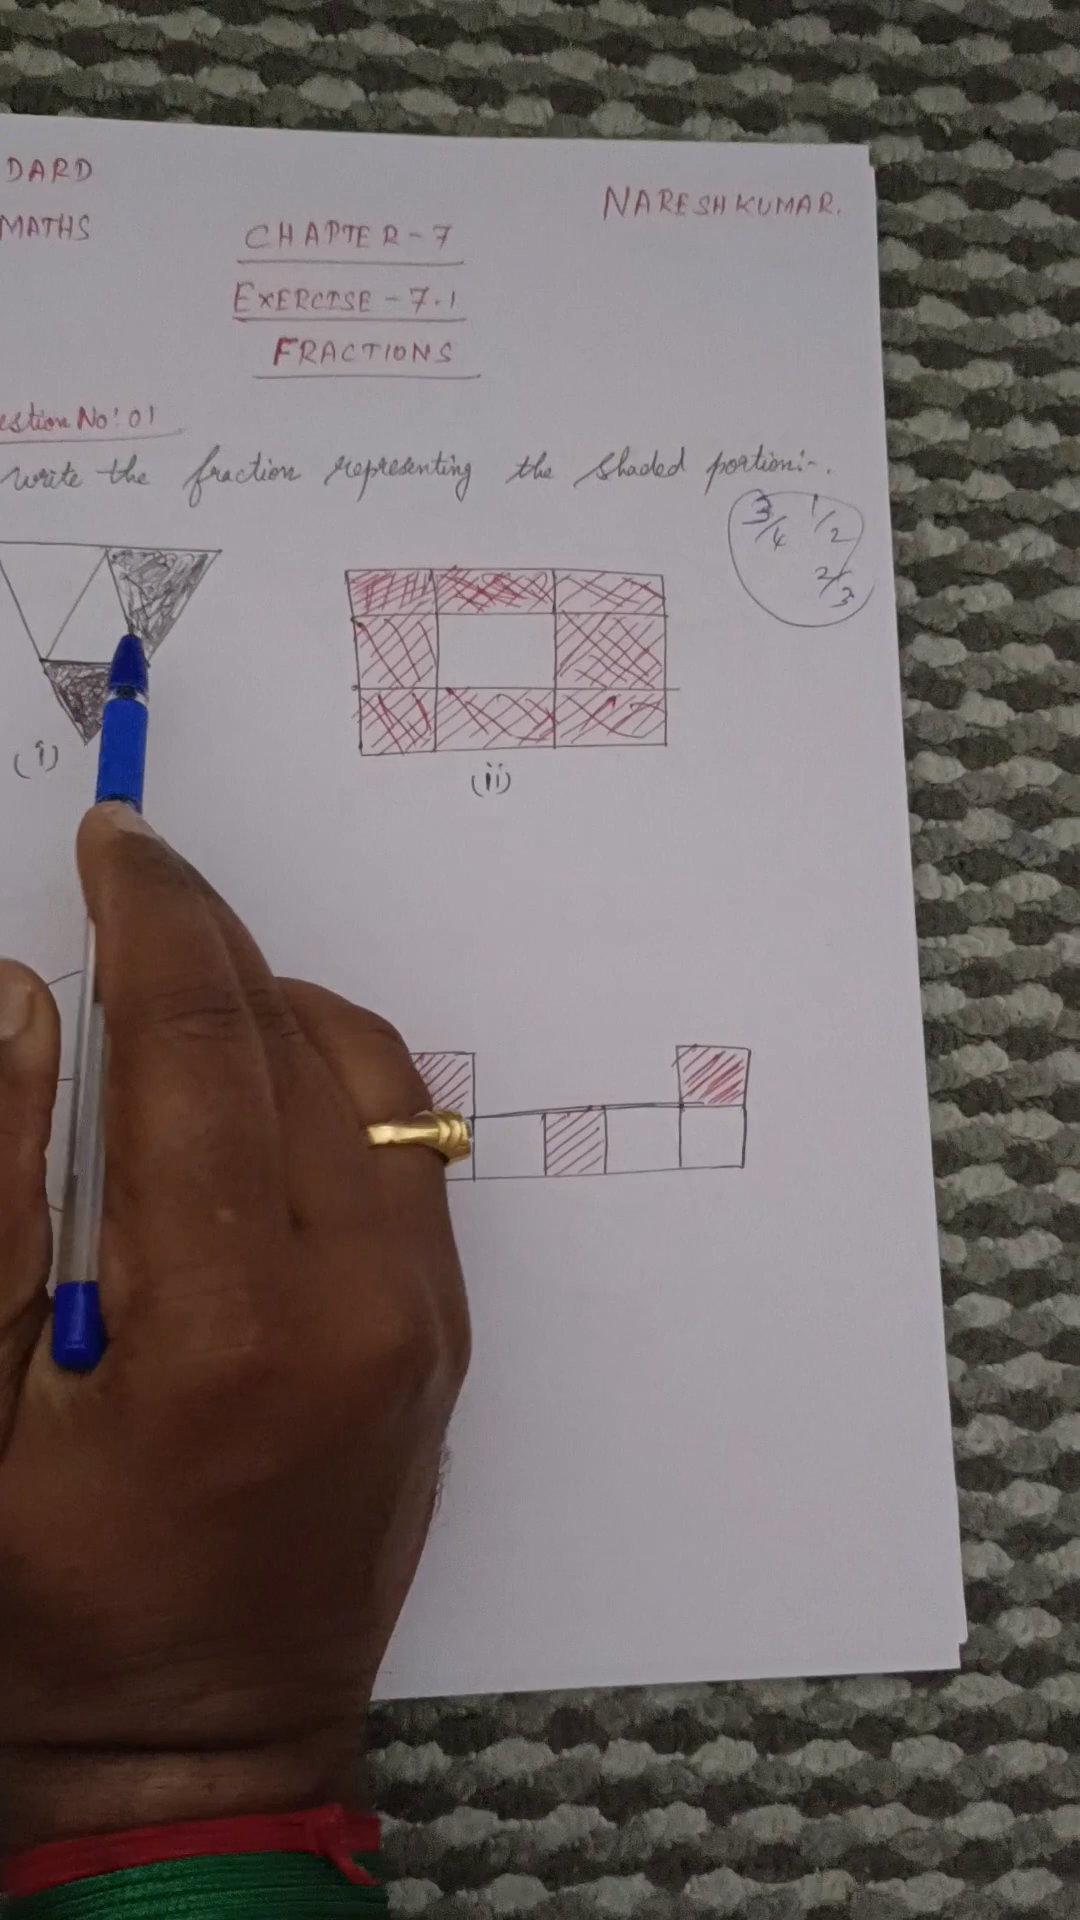 DARD
MATHS
NARESHKUMAR.
CHAPTER-7
EXERCISE-7.1
FRACTIONS
estion No:01
write the fraction representing the shaded portion:-.
3/4 1/2
2/3
(i)
(ii)